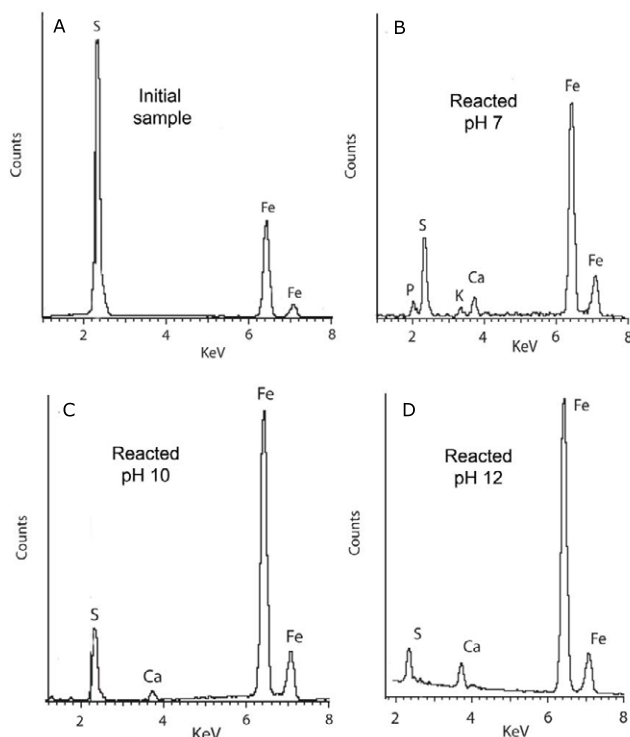 A
S
Initial
sample
Fe
Fe
Counts
2
4
6
8
KeV
B
Reacted
pH 7
Fe
S
P
K
Ca
Fe
Counts
2
4
6
8
KeV
C
Reacted
pH 10
Fe
S
Ca
Fe
Counts
2
4
6
8
KeV
D
Reacted
pH 12
Fe
S
Ca
Fe
Counts
2
4
6
8
KeV